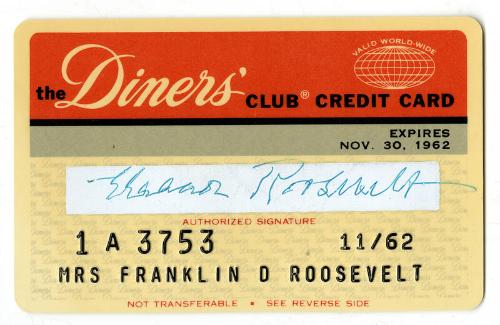 VALID WORLD-WIDE
the Diners' CLUB® CREDIT CARD
EXPIRES
NOV. 30, 1962
Eleanor Roosevelt
AUTHORIZED SIGNATURE
1 A 3753 11/62
MRS FRANKLIN D ROOSEVELT
NOT TRANSFERABLE • SEE REVERSE SIDE